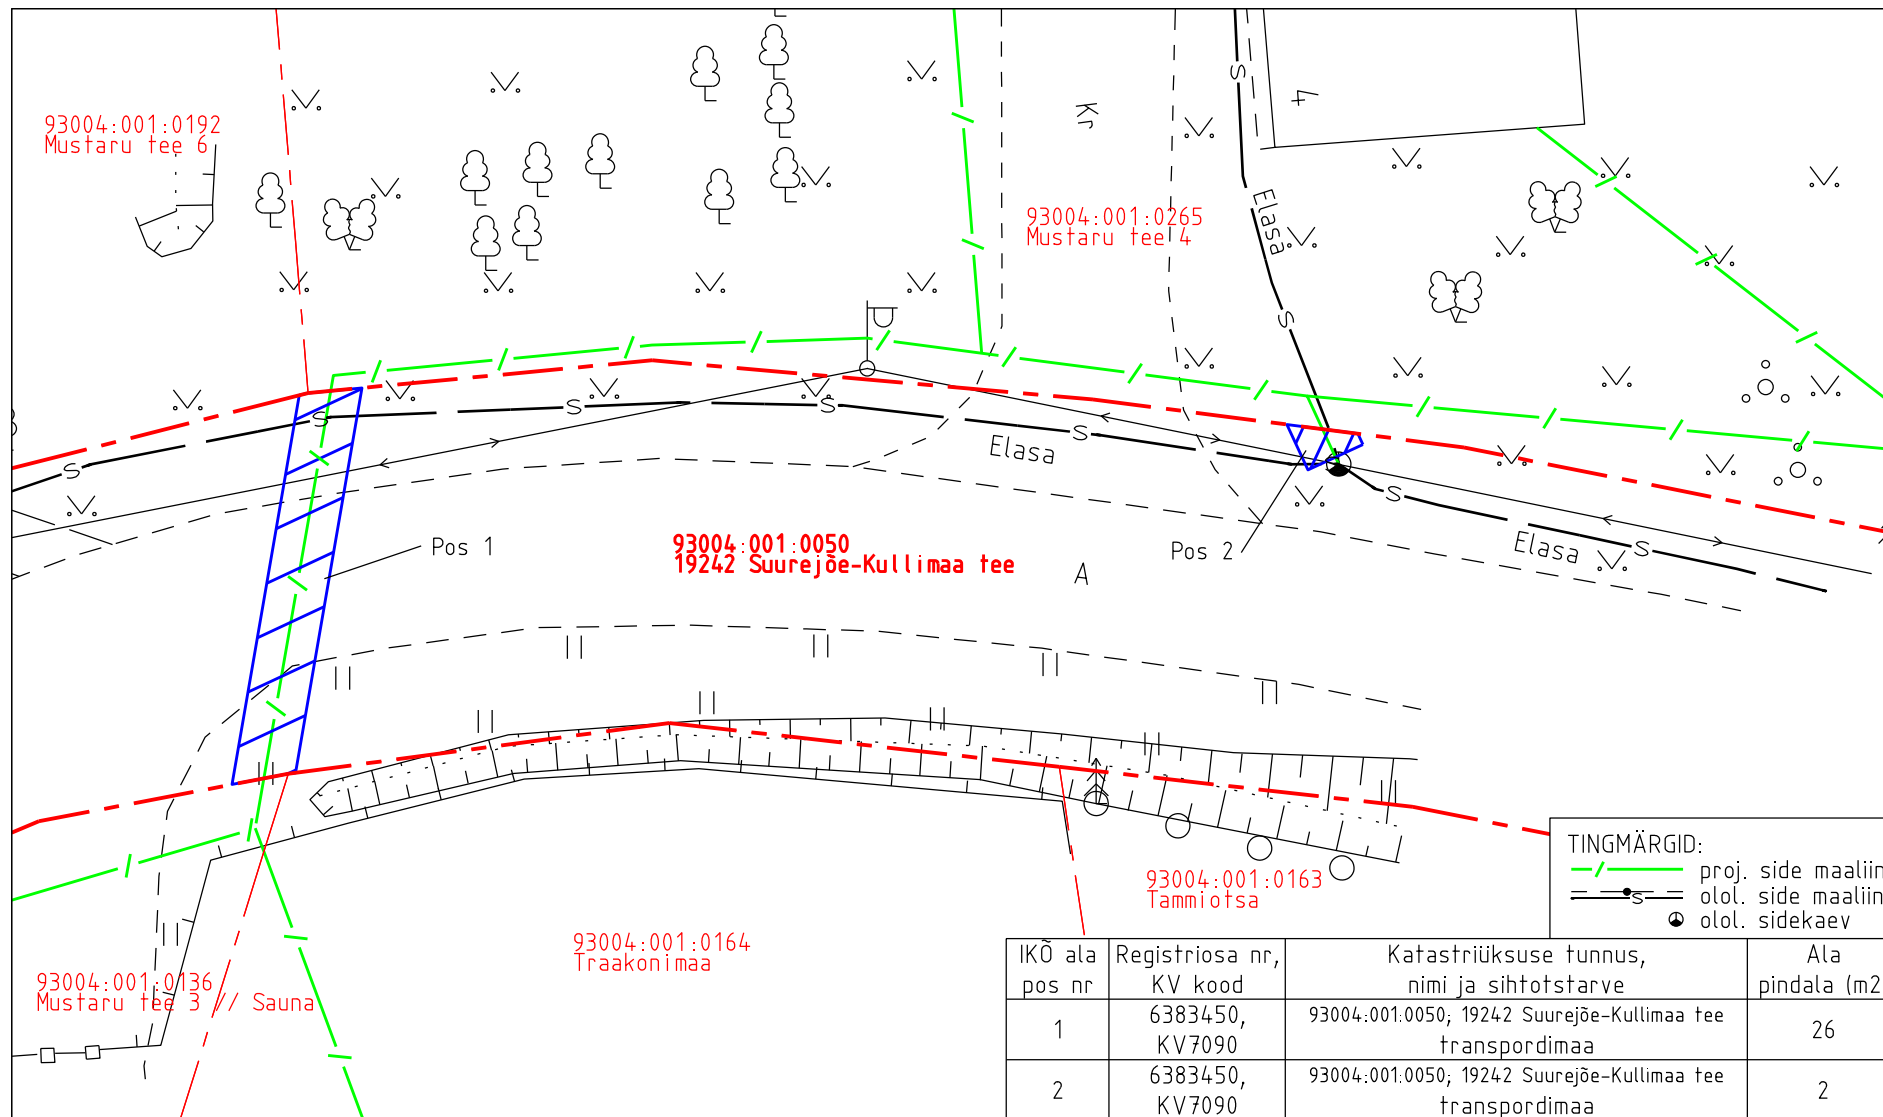 93004:001:0192
Mustaru tee 6
Kr
4
93004:001:0265
Mustaru tee 4
Elasa
S
S
S
S
S
S
S
Elasa
S
S
Elasa
Pos 1
93004:001:0050
19242 Suurejõe-Kullimaa tee
A
Pos 2
93004:001:0163
Tammiotsa
93004:001:0164
Traakonimaa
93004:001:0136
Mustaru tee 3 // Sauna
TINGMÄRGID:
proj. side maaliin
S olol. side maaliin
olol. sidekaev
IKÕ ala pos nr
Registriosa nr, KV kood
Katastriüksuse tunnus, nimi ja sihtotstarve
Ala pindala (m2
1
6383450, KV7090
93004:001:0050; 19242 Suurejõe-Kullimaa tee transpordimaa
26
2
6383450, KV7090
93004:001:0050; 19242 Suurejõe-Kullimaa tee transpordimaa
2